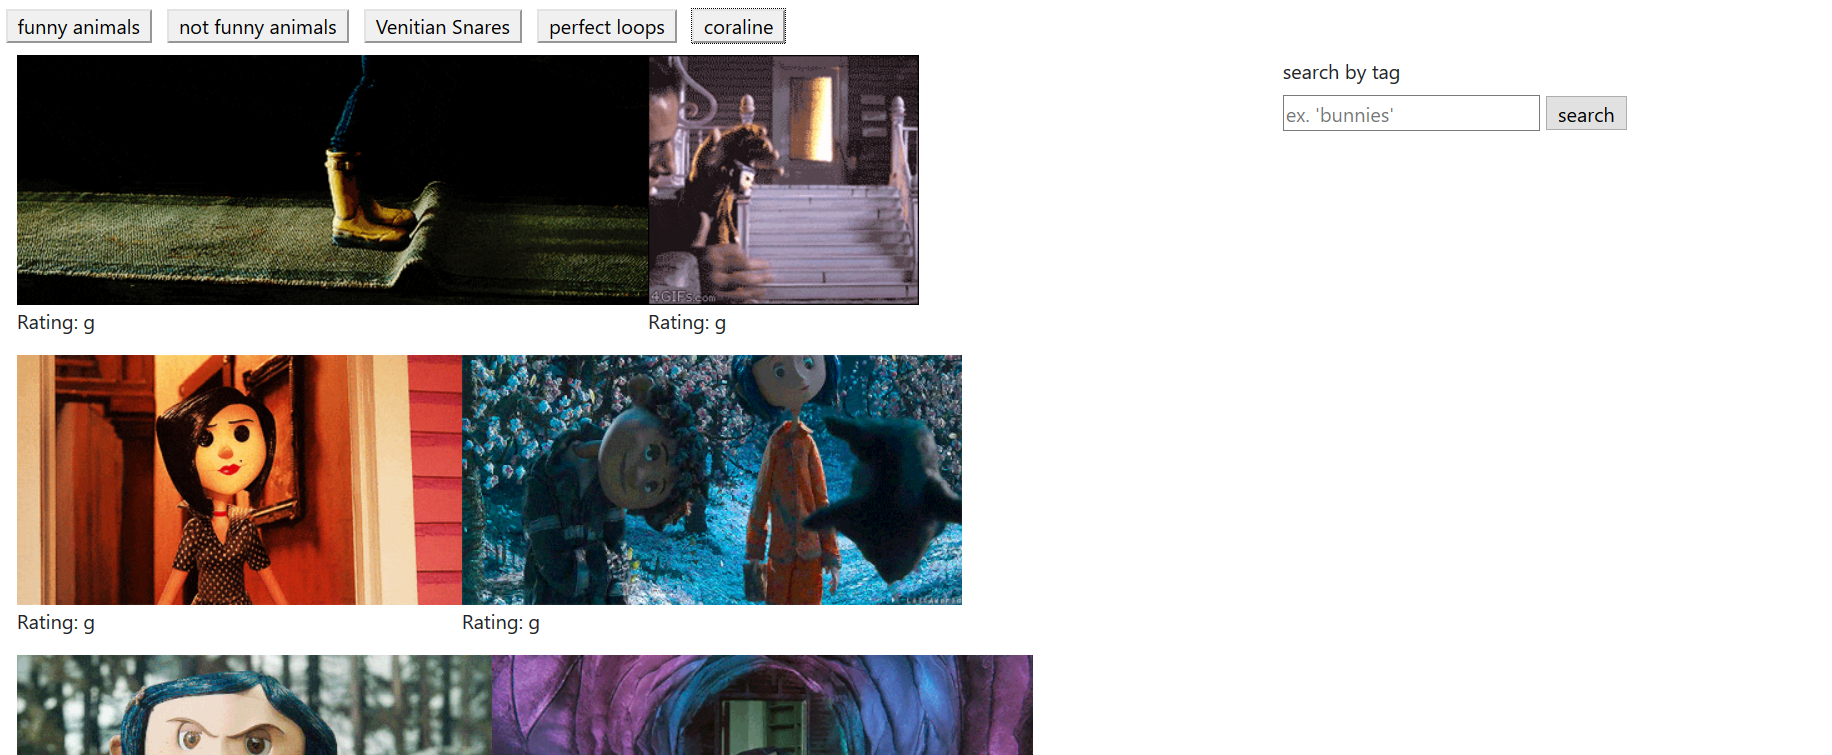 funny animals not funny animals Venitian Snares perfect loops coraline
search by tag
ex. 'bunnies' search
4GIFs.com
Rating: g Rating: g
Rating: g Rating: g